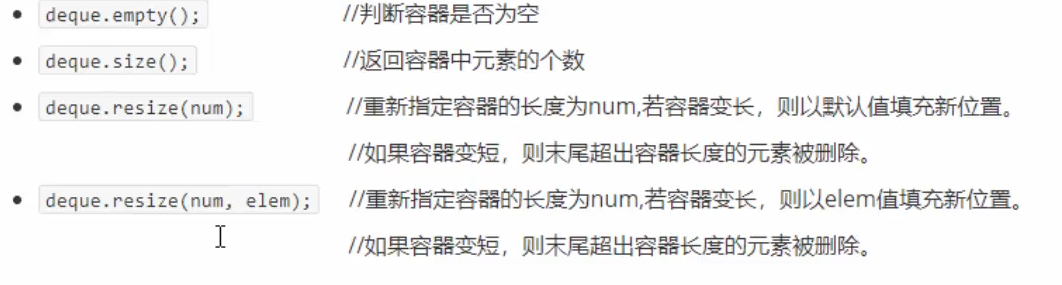 deque.empty(); //判断容器是否为空
deque.size(); //返回容器中元素的个数
deque.resize(num); //重新指定容器的长度为num,若容器变长，则以默认值填充新位置。
//如果容器变短，则末尾超出容器长度的元素被删除。
deque.resize(num, elem); //重新指定容器的长度为num,若容器变长，则以elem值填充新位置。
//如果容器变短，则末尾超出容器长度的元素被删除。